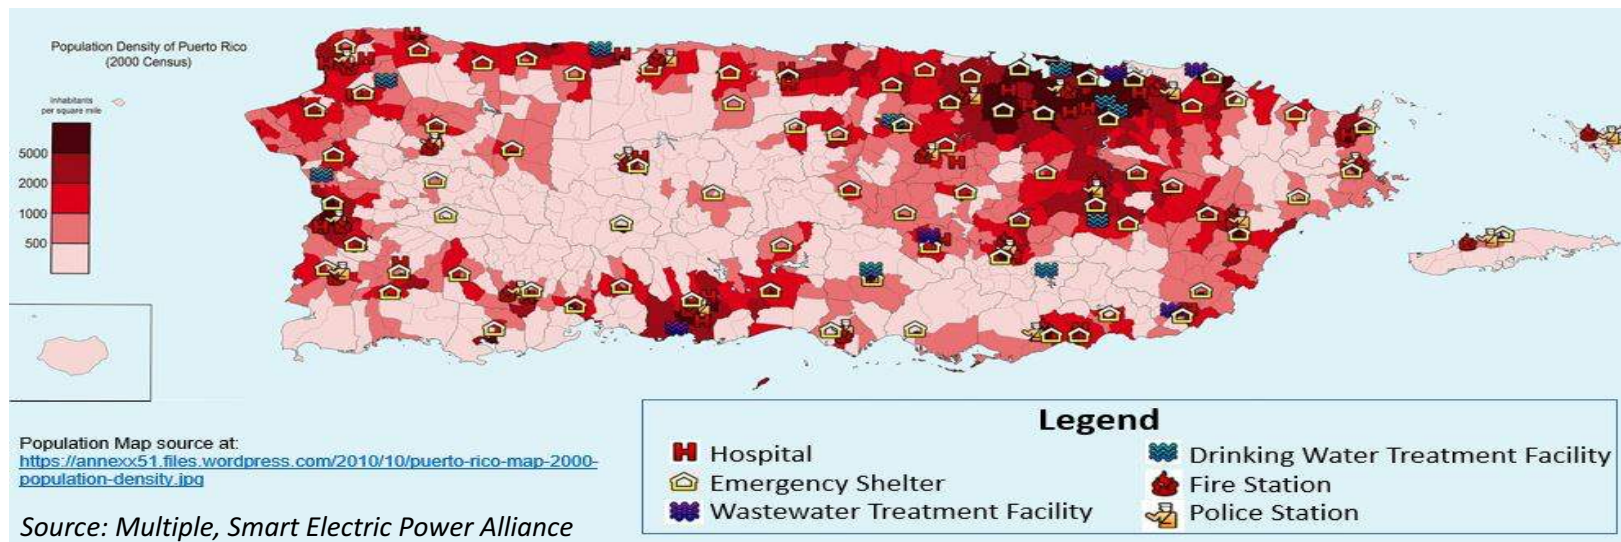 Population Density of Puerto Rico
(2000 Census)
Inhabitants
per square mile
5000
2000
1000
500
Population Map source at:
https://annexx51.files.wordpress.com/2010/10/puerto-rico-map-2000-
population-density.jpg
Source: Multiple, Smart Electric Power Alliance
Legend
H Hospital
Emergency Shelter
Wastewater Treatment Facility
Drinking Water Treatment Facility
Fire Station
Police Station